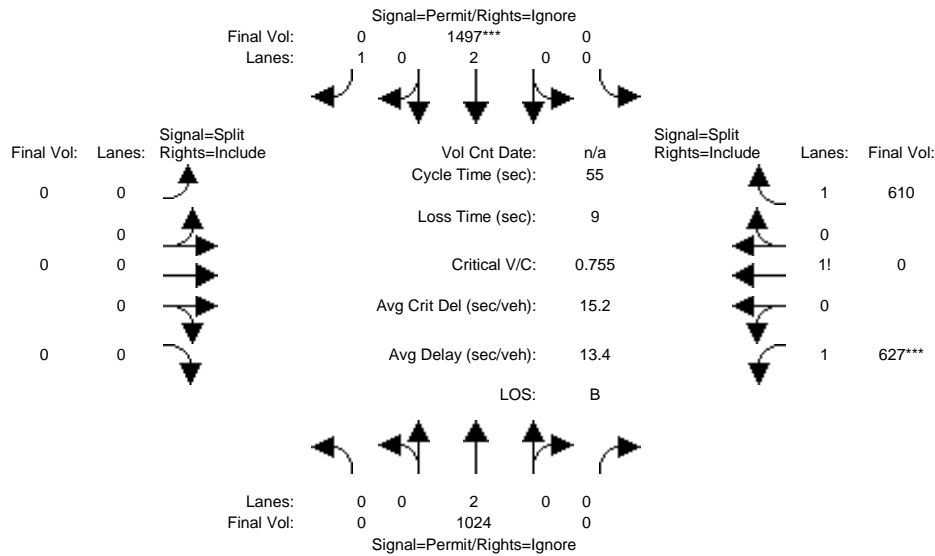 Signal=Permit/Rights=Ignore
Final Vol: 0 1497*** 0
Lanes: 1 0 2 0 0
Signal=Split
Final Vol: Lanes: Rights=Include
Vol Cnt Date: n/a
Signal=Split
Rights=Include Lanes: Final Vol:
Cycle Time (sec): 55
0 0
1 610
Loss Time (sec): 9
0
0
0 0
Critical V/C: 0.755
1! 0
0
Avg Crit Del (sec/veh): 15.2
0
0 0
Avg Delay (sec/veh): 13.4
1 627***
LOS: B
Lanes: 0 0 2 0 0
Final Vol: 0 1024 0
Signal=Permit/Rights=Ignore